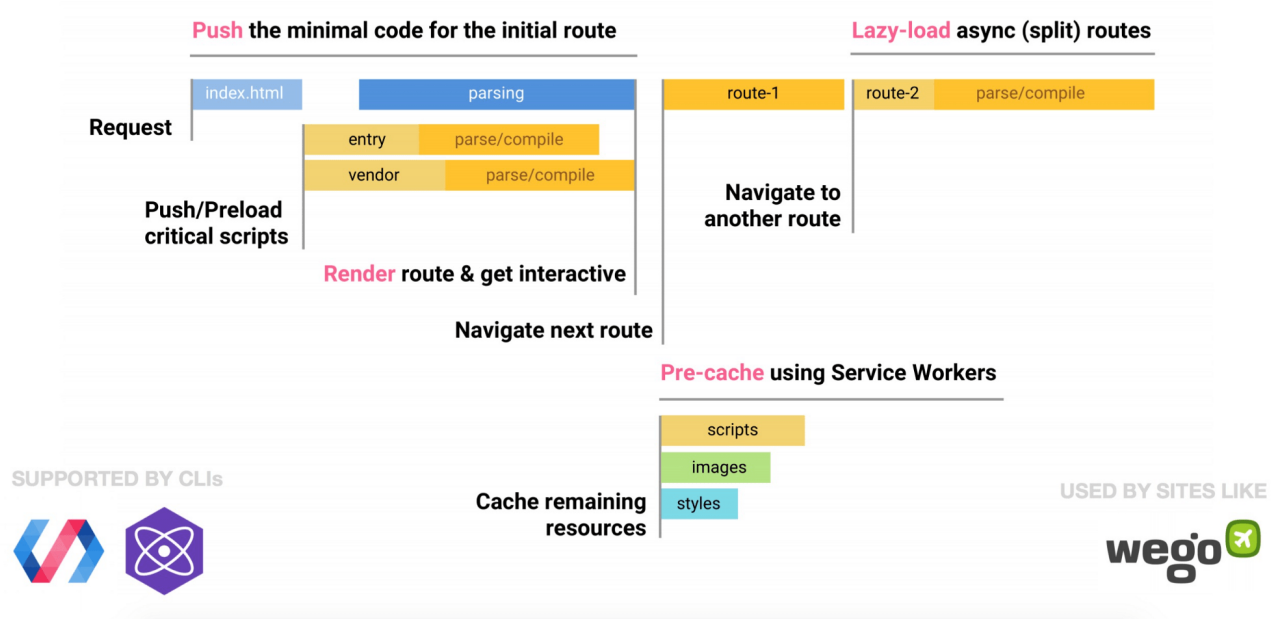 Push the minimal code for the initial route
Lazy-load async (split) routes
index.html
parsing
route-1
route-2
parse/compile
Request
entry
parse/compile
vendor
parse/compile
Push/Preload
critical scripts
Navigate to
another route
Render route & get interactive
Navigate next route
Pre-cache using Service Workers
scripts
images
styles
Cache remaining
resources
SUPPORTED BY CLIs
USED BY SITES LIKE
wego